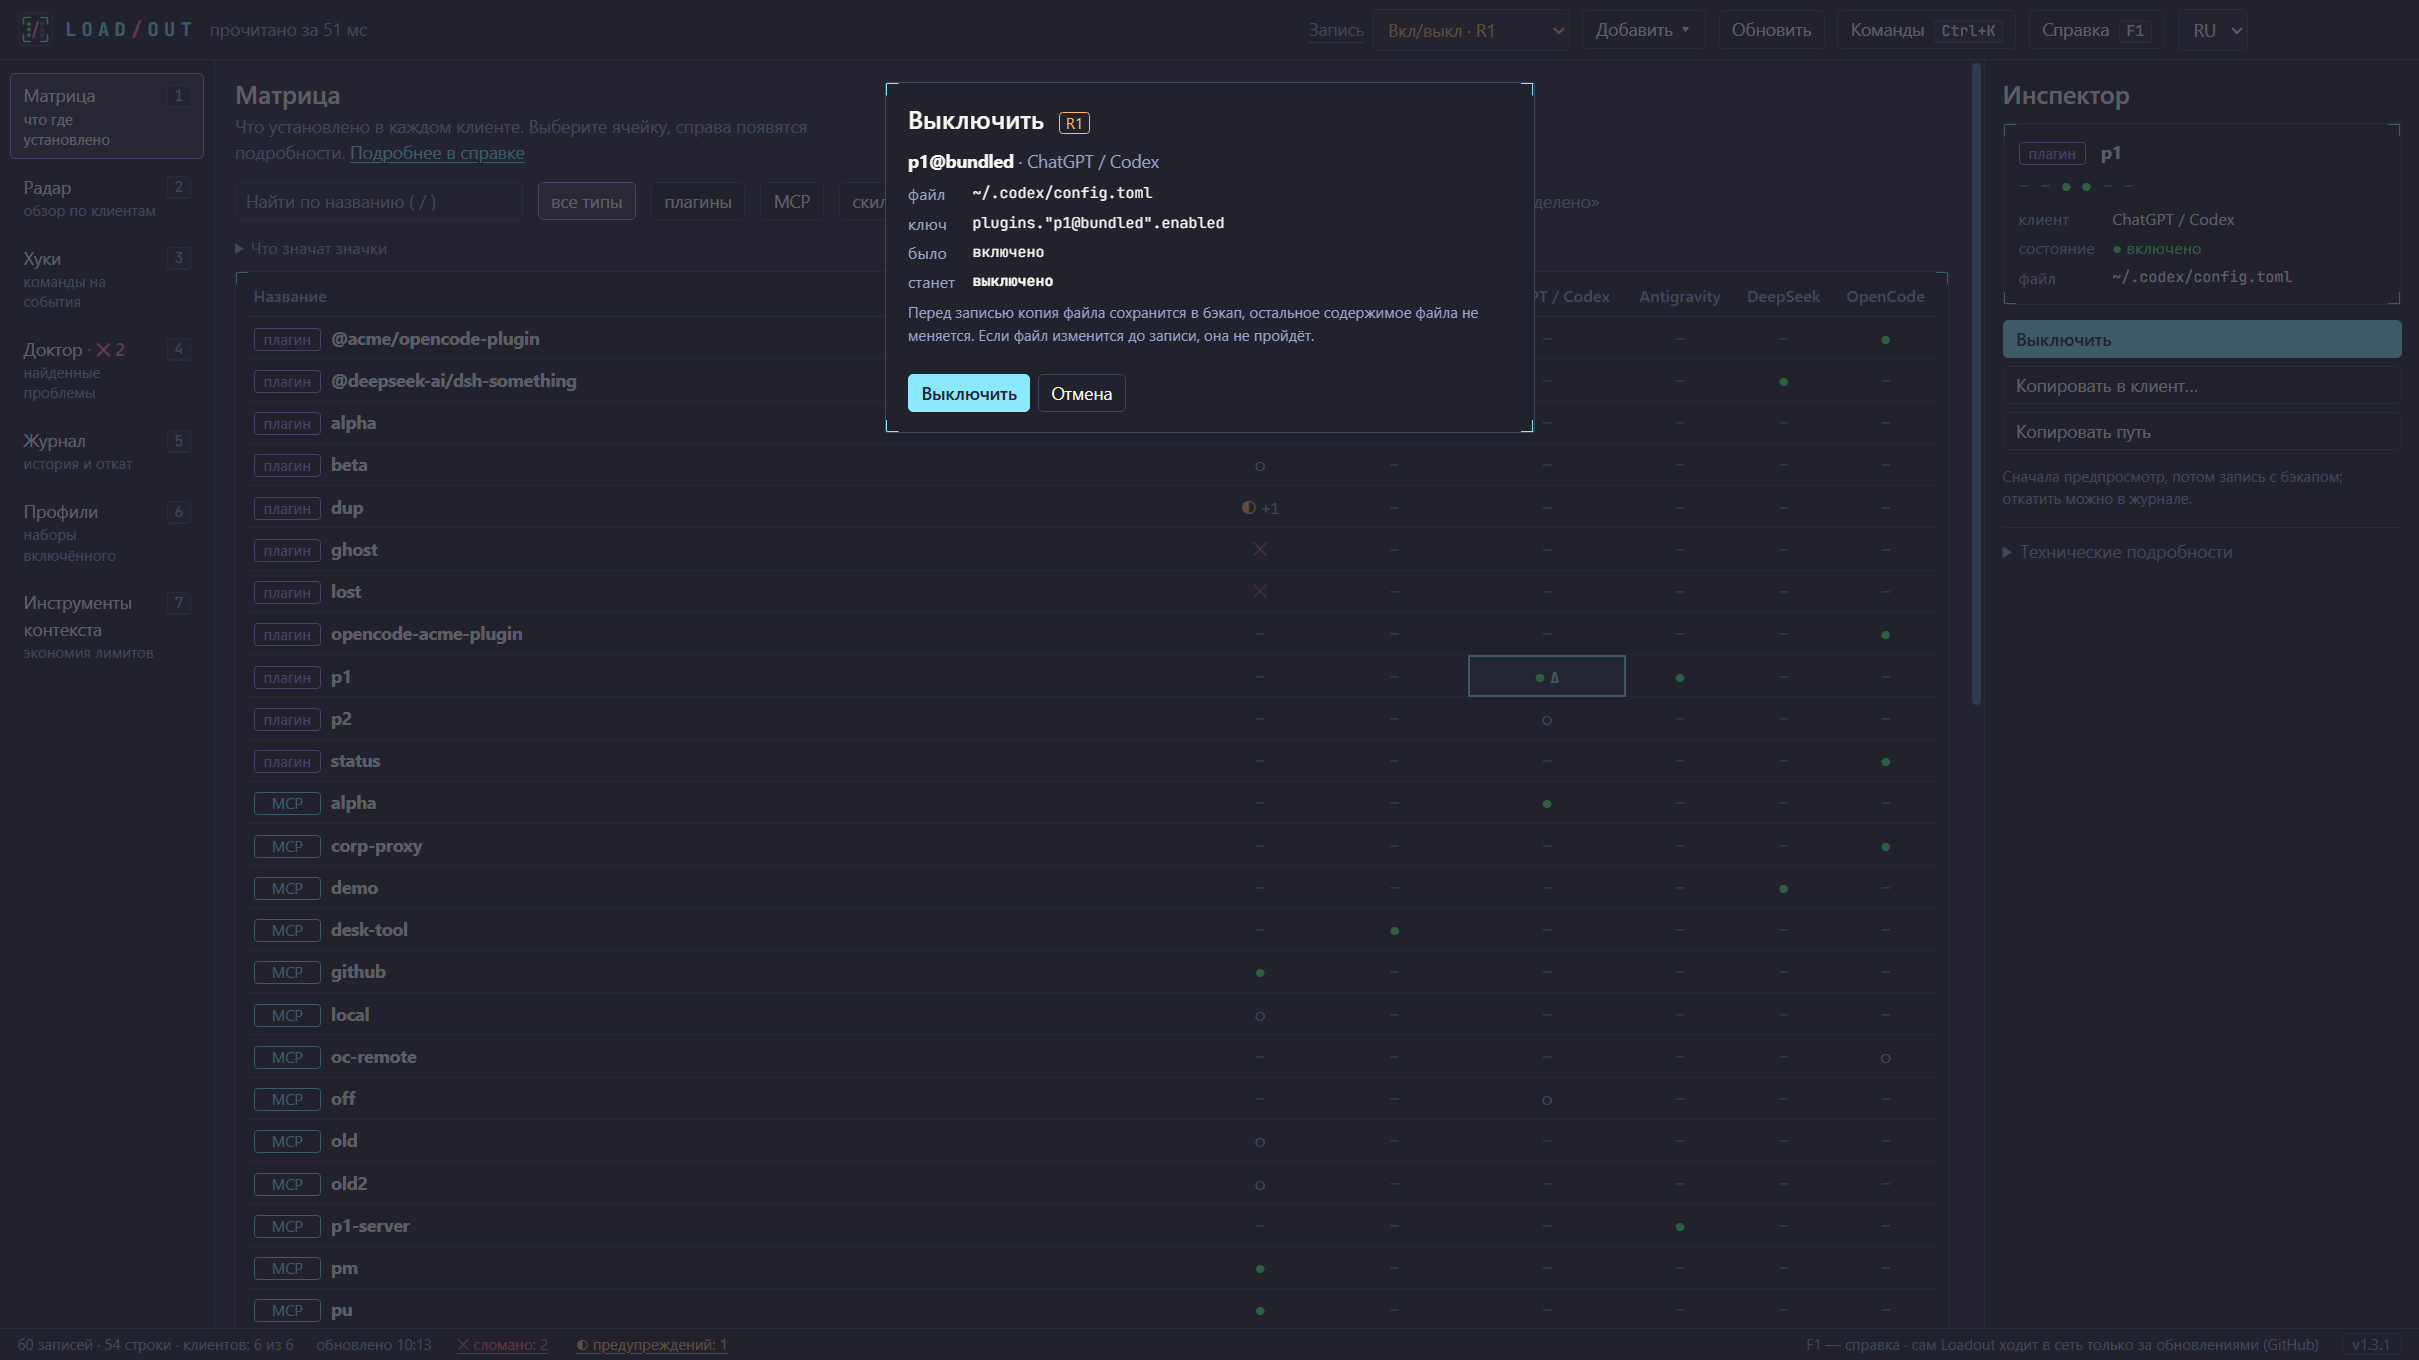 LOAD/OUT прочитано за 51 мс
Запись Вкл/выкл · R1 Добавить Обновить Команды Ctrl+K Справка F1 RU
Матрица 1
что где
установлено
Радар 2
обзор по клиентам
Хуки 3
команды на
события
Доктор · 2 4
найденные
проблемы
Журнал 5
история и откат
Профили 6
наборы
включённого
Инструменты 7
контекста
экономия лимитов
Матрица
Что установлено в каждом клиенте. Выберите ячейку, справа появятся
подробности. Подробнее в справке
Найти по названию ( / ) все типы плагины MCP
Что значат значки
Название T / Codex Antigravity DeepSeek OpenCode
плагин @acme/opencode-plugin – – – ●
плагин @deepseek-ai/dsh-something – – ● –
плагин alpha – – – –
плагин beta ○ – – – – –
плагин dup ◐ +1 – – – – –
плагин ghost ✕ – – – – –
плагин lost ✕ – – – – –
плагин opencode-acme-plugin – – – – – ●
плагин p1 – – ● Δ ● – –
плагин p2 – – ○ – – –
плагин status – – – – – ●
MCP alpha – – ● – – –
MCP corp-proxy – – – – – ●
MCP demo – – – – ● –
MCP desk-tool – ● – – – –
MCP github ● – – – – –
MCP local ○ – – – – –
MCP oc-remote – – – – – ○
MCP off – – ○ – – –
MCP old ○ – – – – –
MCP old2 ○ – – – – –
MCP p1-server – – – ● – –
MCP pm ● – – – – –
MCP pu ● – – – – –
Выключить R1
p1@bundled · ChatGPT / Codex
файл ~/.codex/config.toml
ключ plugins."p1@bundled".enabled
было включено
станет выключено
Перед записью копия файла сохранится в бэкап, остальное содержимое файла не
меняется. Если файл изменится до записи, она не пройдёт.
Выключить Отмена
Инспектор
плагин p1
– – ● ● – –
клиент ChatGPT / Codex
состояние ● включено
файл ~/.codex/config.toml
Выключить
Копировать в клиент...
Копировать путь
Сначала предпросмотр, потом запись с бэкапом;
откатить можно в журнале.
Технические подробности
60 записей · 54 строки · клиентов: 6 из 6 обновлено 10:13 ✕ сломано: 2 ◐ предупреждений: 1
F1 — справка · сам Loadout ходит в сеть только за обновлениями (GitHub) v1.3.1